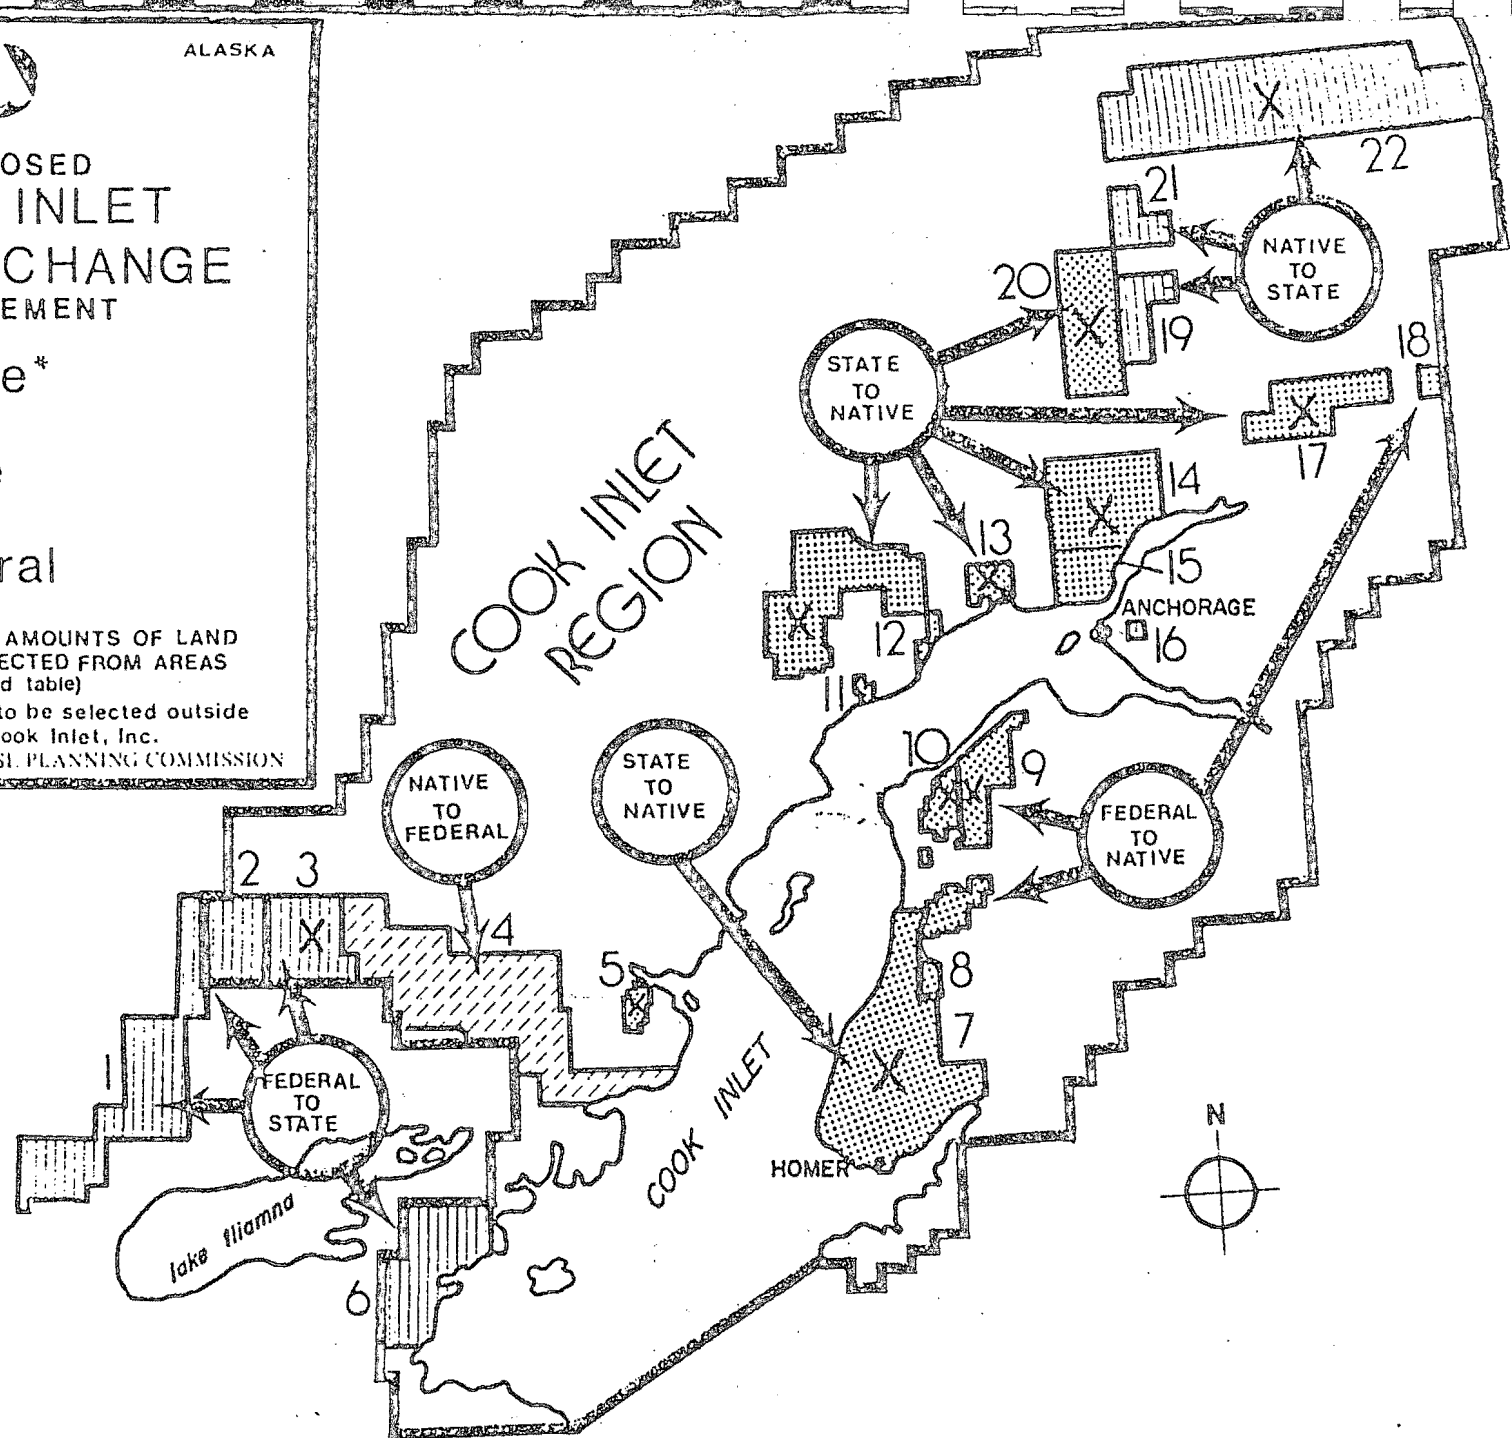 ALASKA
OSED
INLET
CHANGE
EMENT
e*
e
ral
AMOUNTS OF LAND
ECTED FROM AREAS
d table)
to be selected outside
ook Inlet, Inc.
SE PLANNING COMMISSION
COOK INLET
REGION
NATIVE
TO
STATE
STATE
TO
NATIVE
NATIVE
TO
FEDERAL
STATE
TO
NATIVE
FEDERAL
TO
NATIVE
FEDERAL
TO
STATE
22
21
20
19
18
17
14
13
15
ANCHORAGE
16
12
11
10
9
2
3
4
5
8
7
1
6
COOK INLET
HOMER
lake Iliamna
N
X
X
X
X
X
X
X
X
X
X
X
X